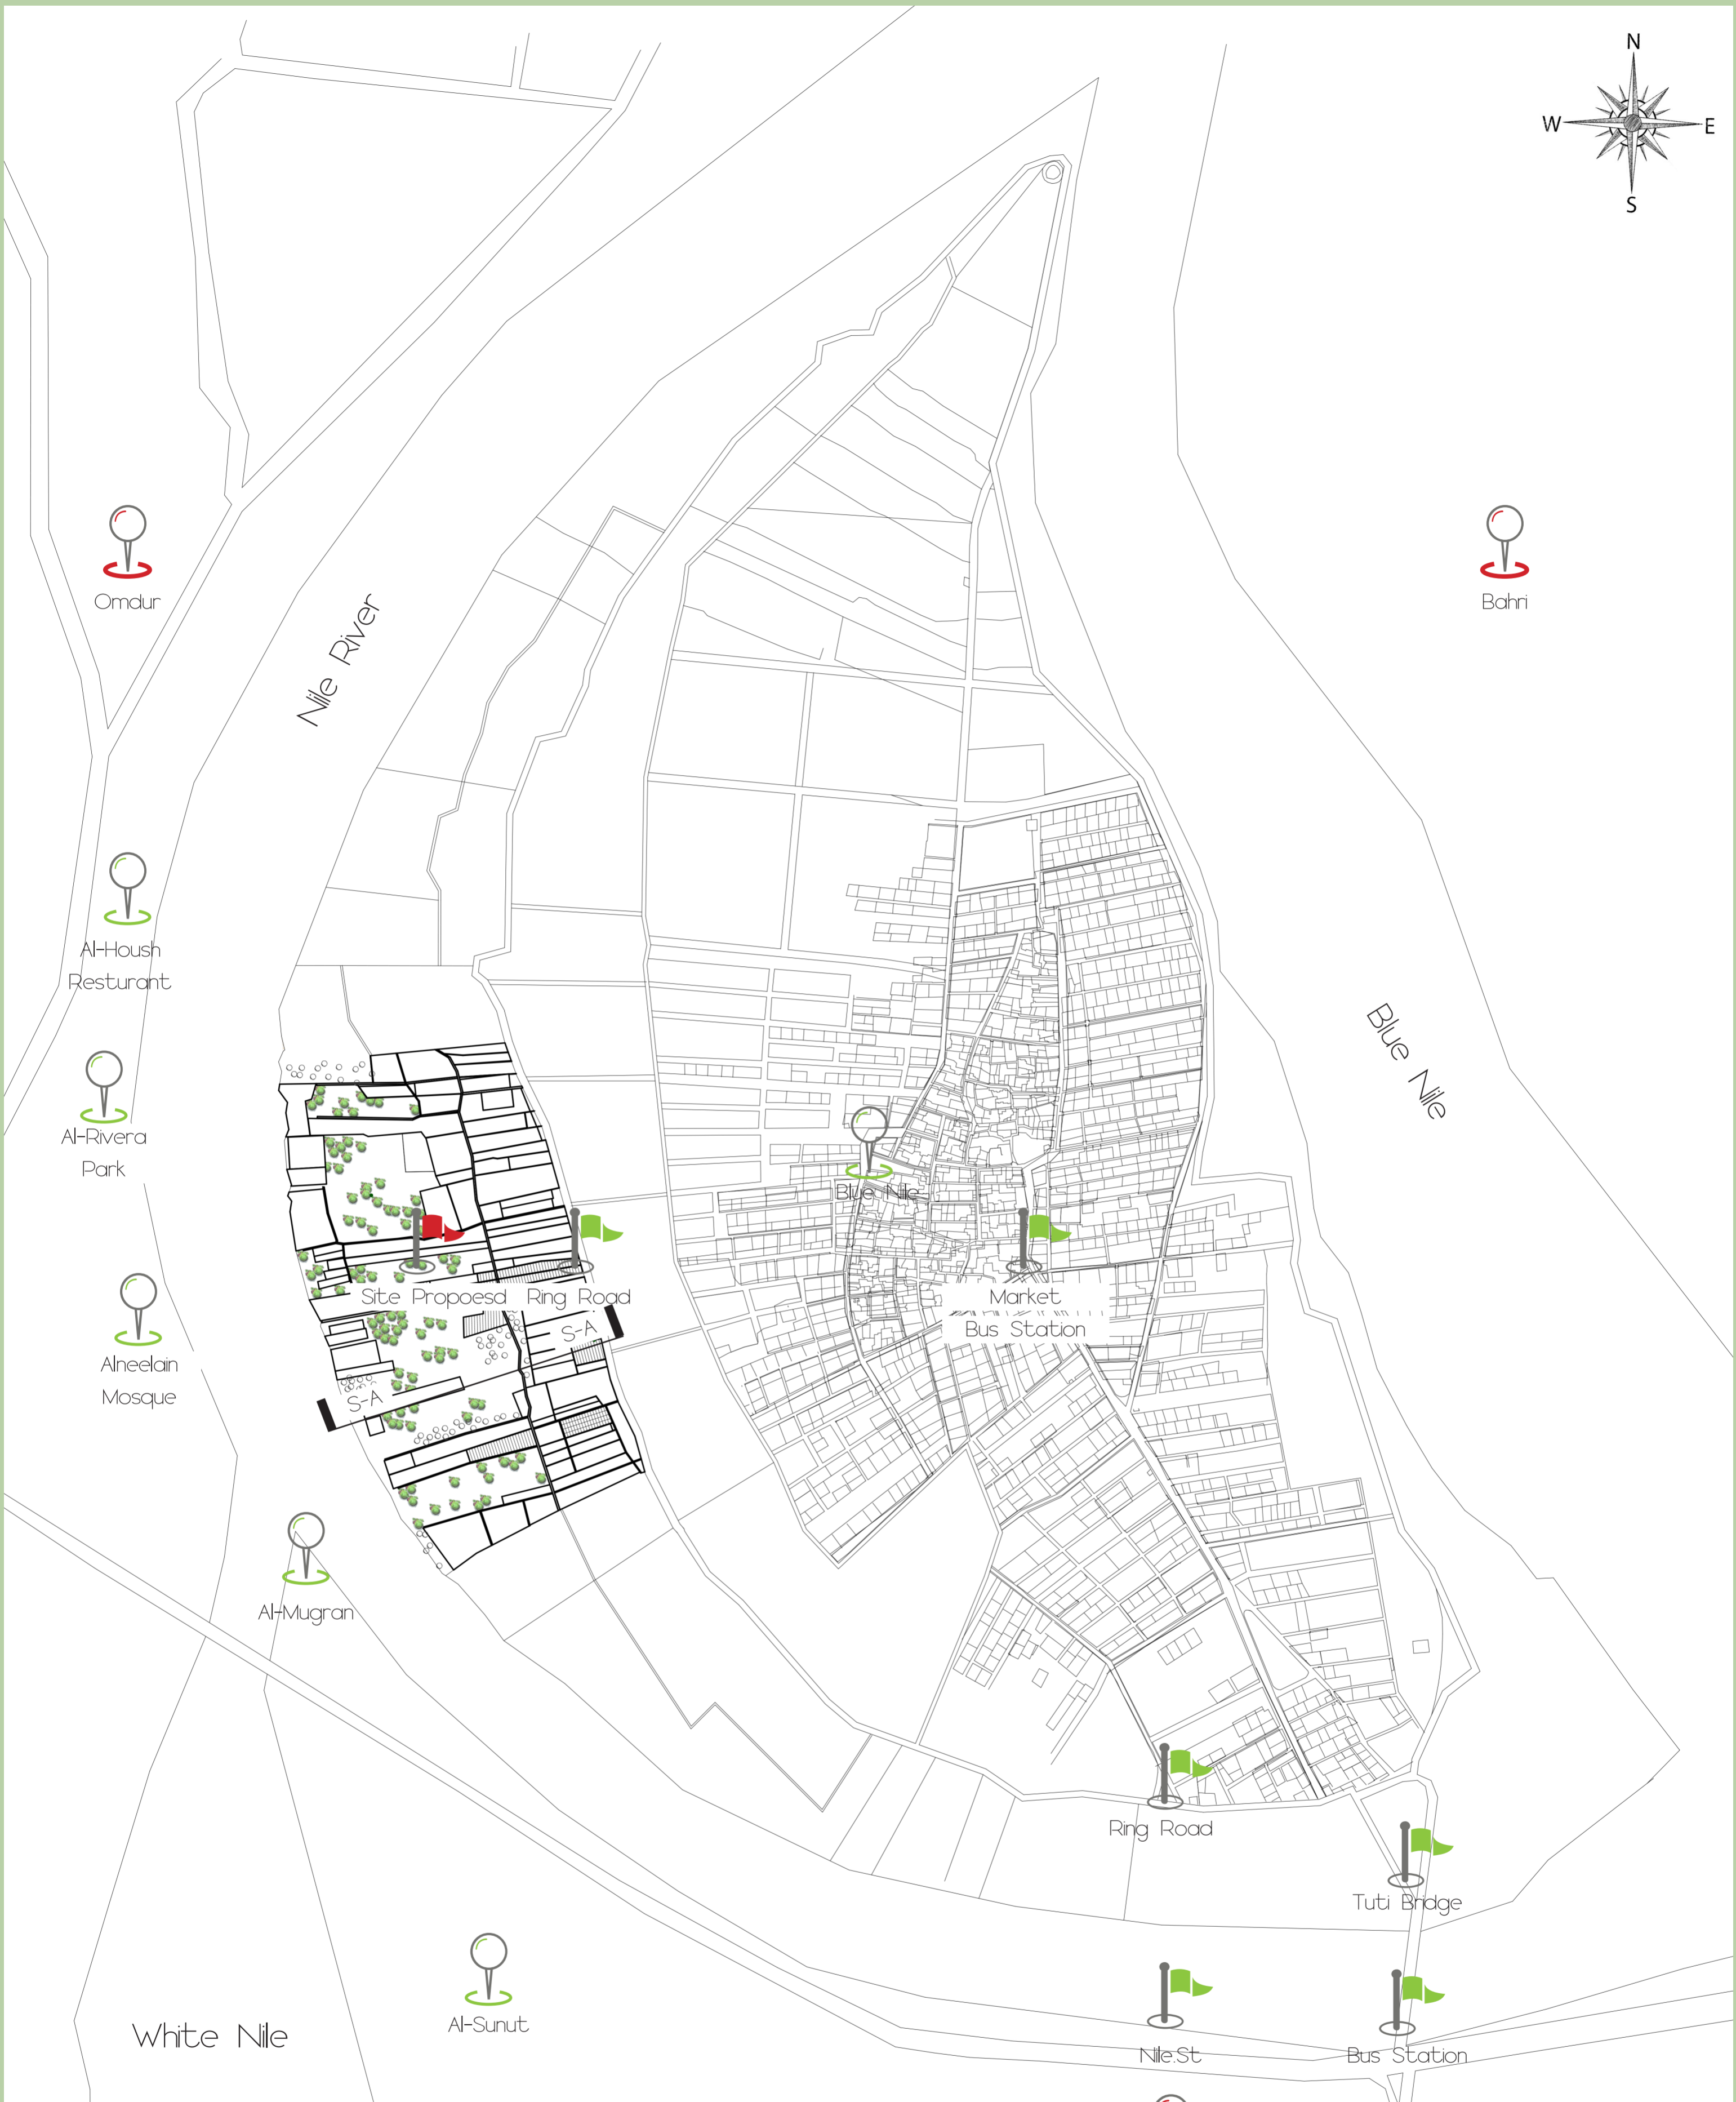 N
W
E
S
Omdur
Bahri
Nile River
Al-Housh
Resturant
Blue Nile
Al-Rivera
Park
Blue Nile
Site Propoesd
Ring Road
Market
Bus Station
S-A
Alneelain
Mosque
S-A
Al-Mugran
Ring Road
Tuti Bridge
Al-Sunut
White Nile
Nile.St
Bus Station